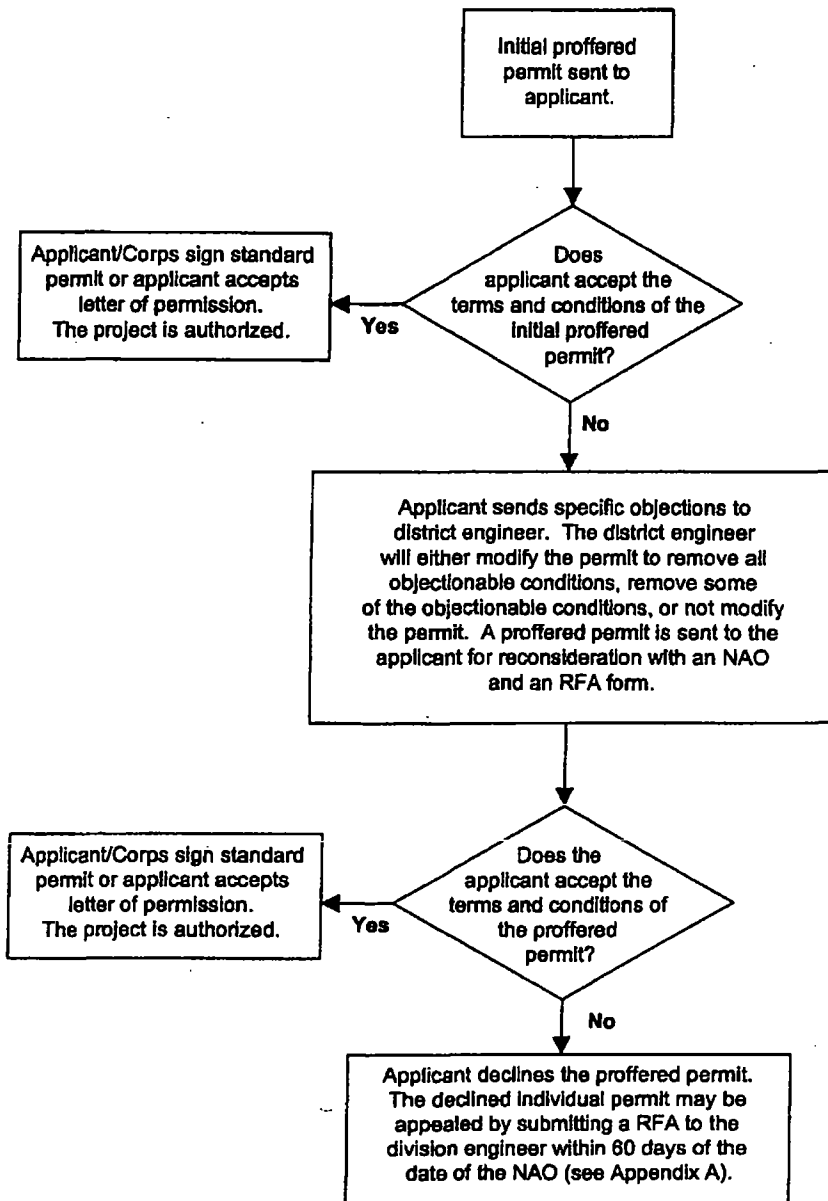 Initial proffered
permit sent to
applicant.
Does
applicant accept the
terms and conditions of the
initial proffered
permit?
Applicant/Corps sign standard
permit or applicant accepts
letter of permission.
The project is authorized.
Yes
No
Applicant sends specific objections to
district engineer. The district engineer
will either modify the permit to remove all
objectionable conditions, remove some
of the objectionable conditions, or not modify
the permit. A proffered permit is sent to the
applicant for reconsideration with an NAO
and an RFA form.
Does the
applicant accept the
terms and conditions of
the proffered
permit?
Applicant/Corps sign standard
permit or applicant accepts
letter of permission.
The project is authorized.
Yes
No
Applicant declines the proffered permit.
The declined individual permit may be
appealed by submitting a RFA to the
division engineer within 60 days of the
date of the NAO (see Appendix A).